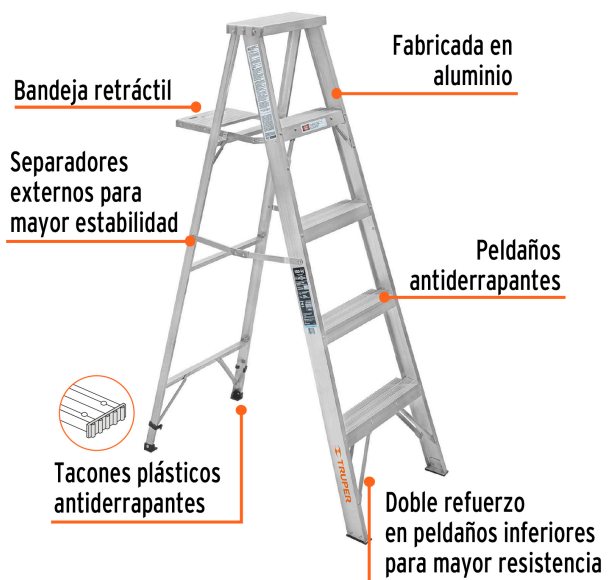 Fabricada en
aluminio
Bandeja retráctil
Separadores
externos para
mayor estabilidad
Peldaños
antiderrapantes
Tacones plásticos
antiderrapantes
TRUPER
Doble refuerzo
en peldaños inferiores
para mayor resistencia